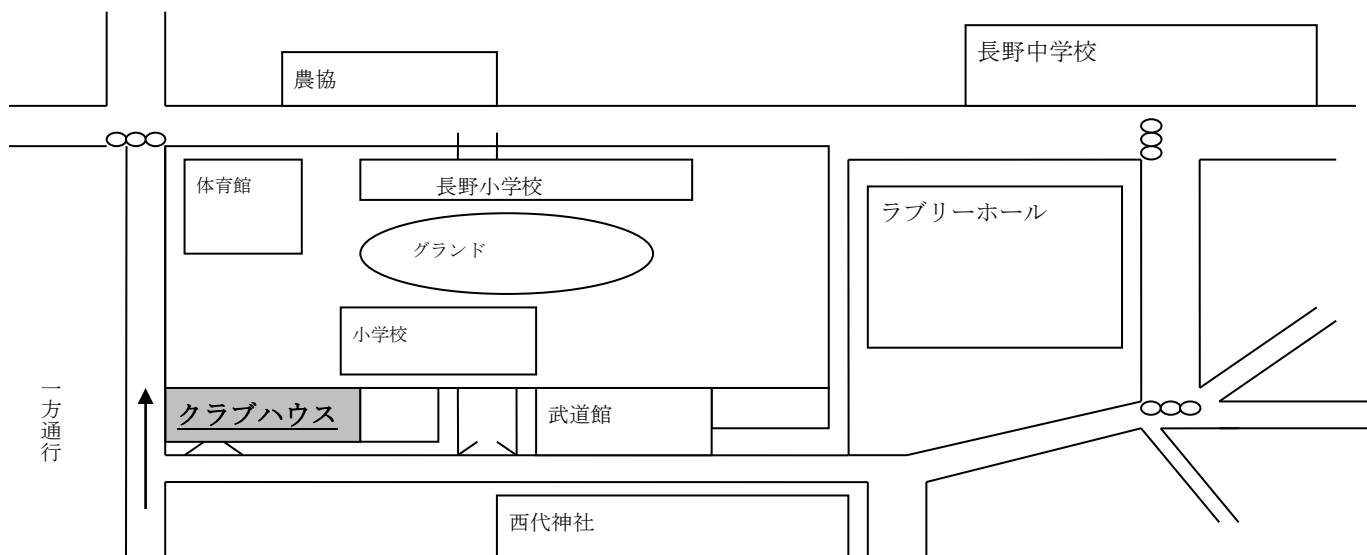 長野中学校
農協
体育館
長野小学校
ラブリーホール
グランド
小学校
一方通行
クラブハウス
武道館
西代神社